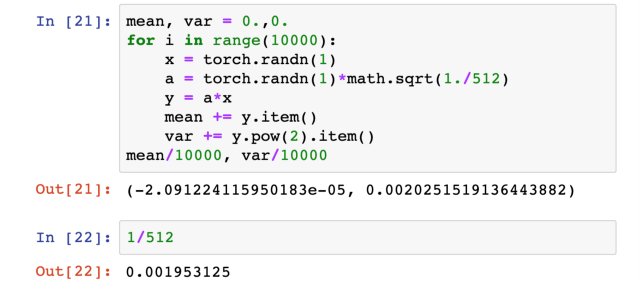 In [21]: mean, var = 0.,0.
for i in range(10000):
    x = torch.randn(1)
    a = torch.randn(1)*math.sqrt(1./512)
    y = a*x
    mean += y.item()
    var += y.pow(2).item()
mean/10000, var/10000
Out[21]: (-2.091224115950183e-05, 0.0020251519136443882)
In [22]: 1/512
Out[22]: 0.001953125